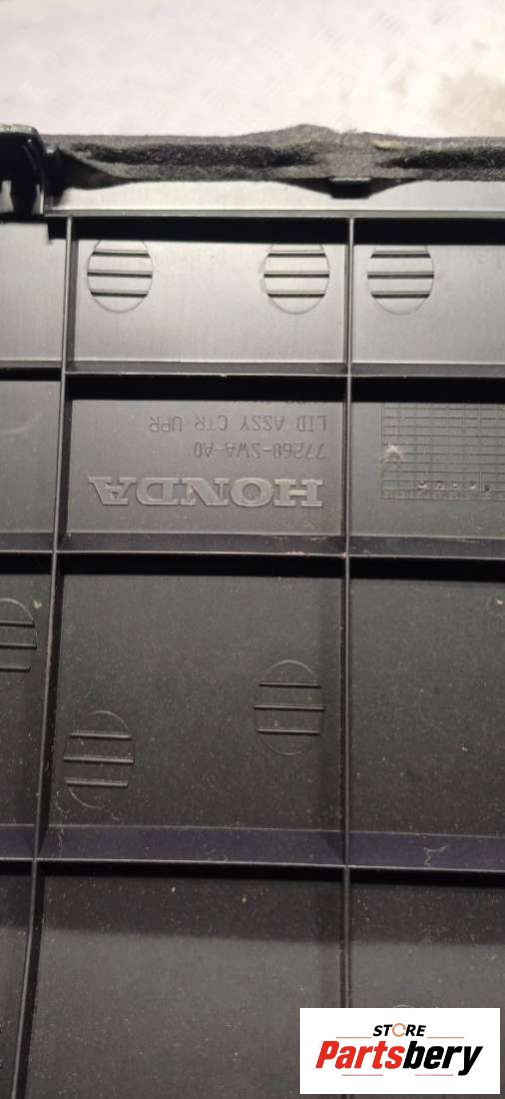 HONDA
77260-SWA-A0
LID ASSY CTR UPR
STORE
Partsbery